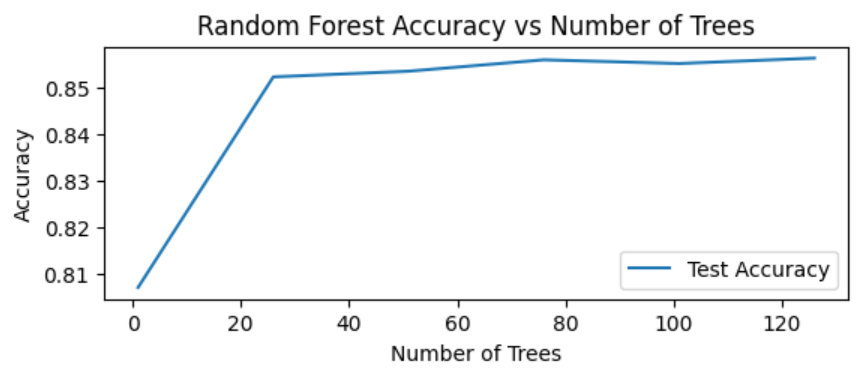 Random Forest Accuracy vs Number of Trees
Accuracy
0.85
0.84
0.83
0.82
0.81
Test Accuracy
0 20 40 60 80 100 120
Number of Trees